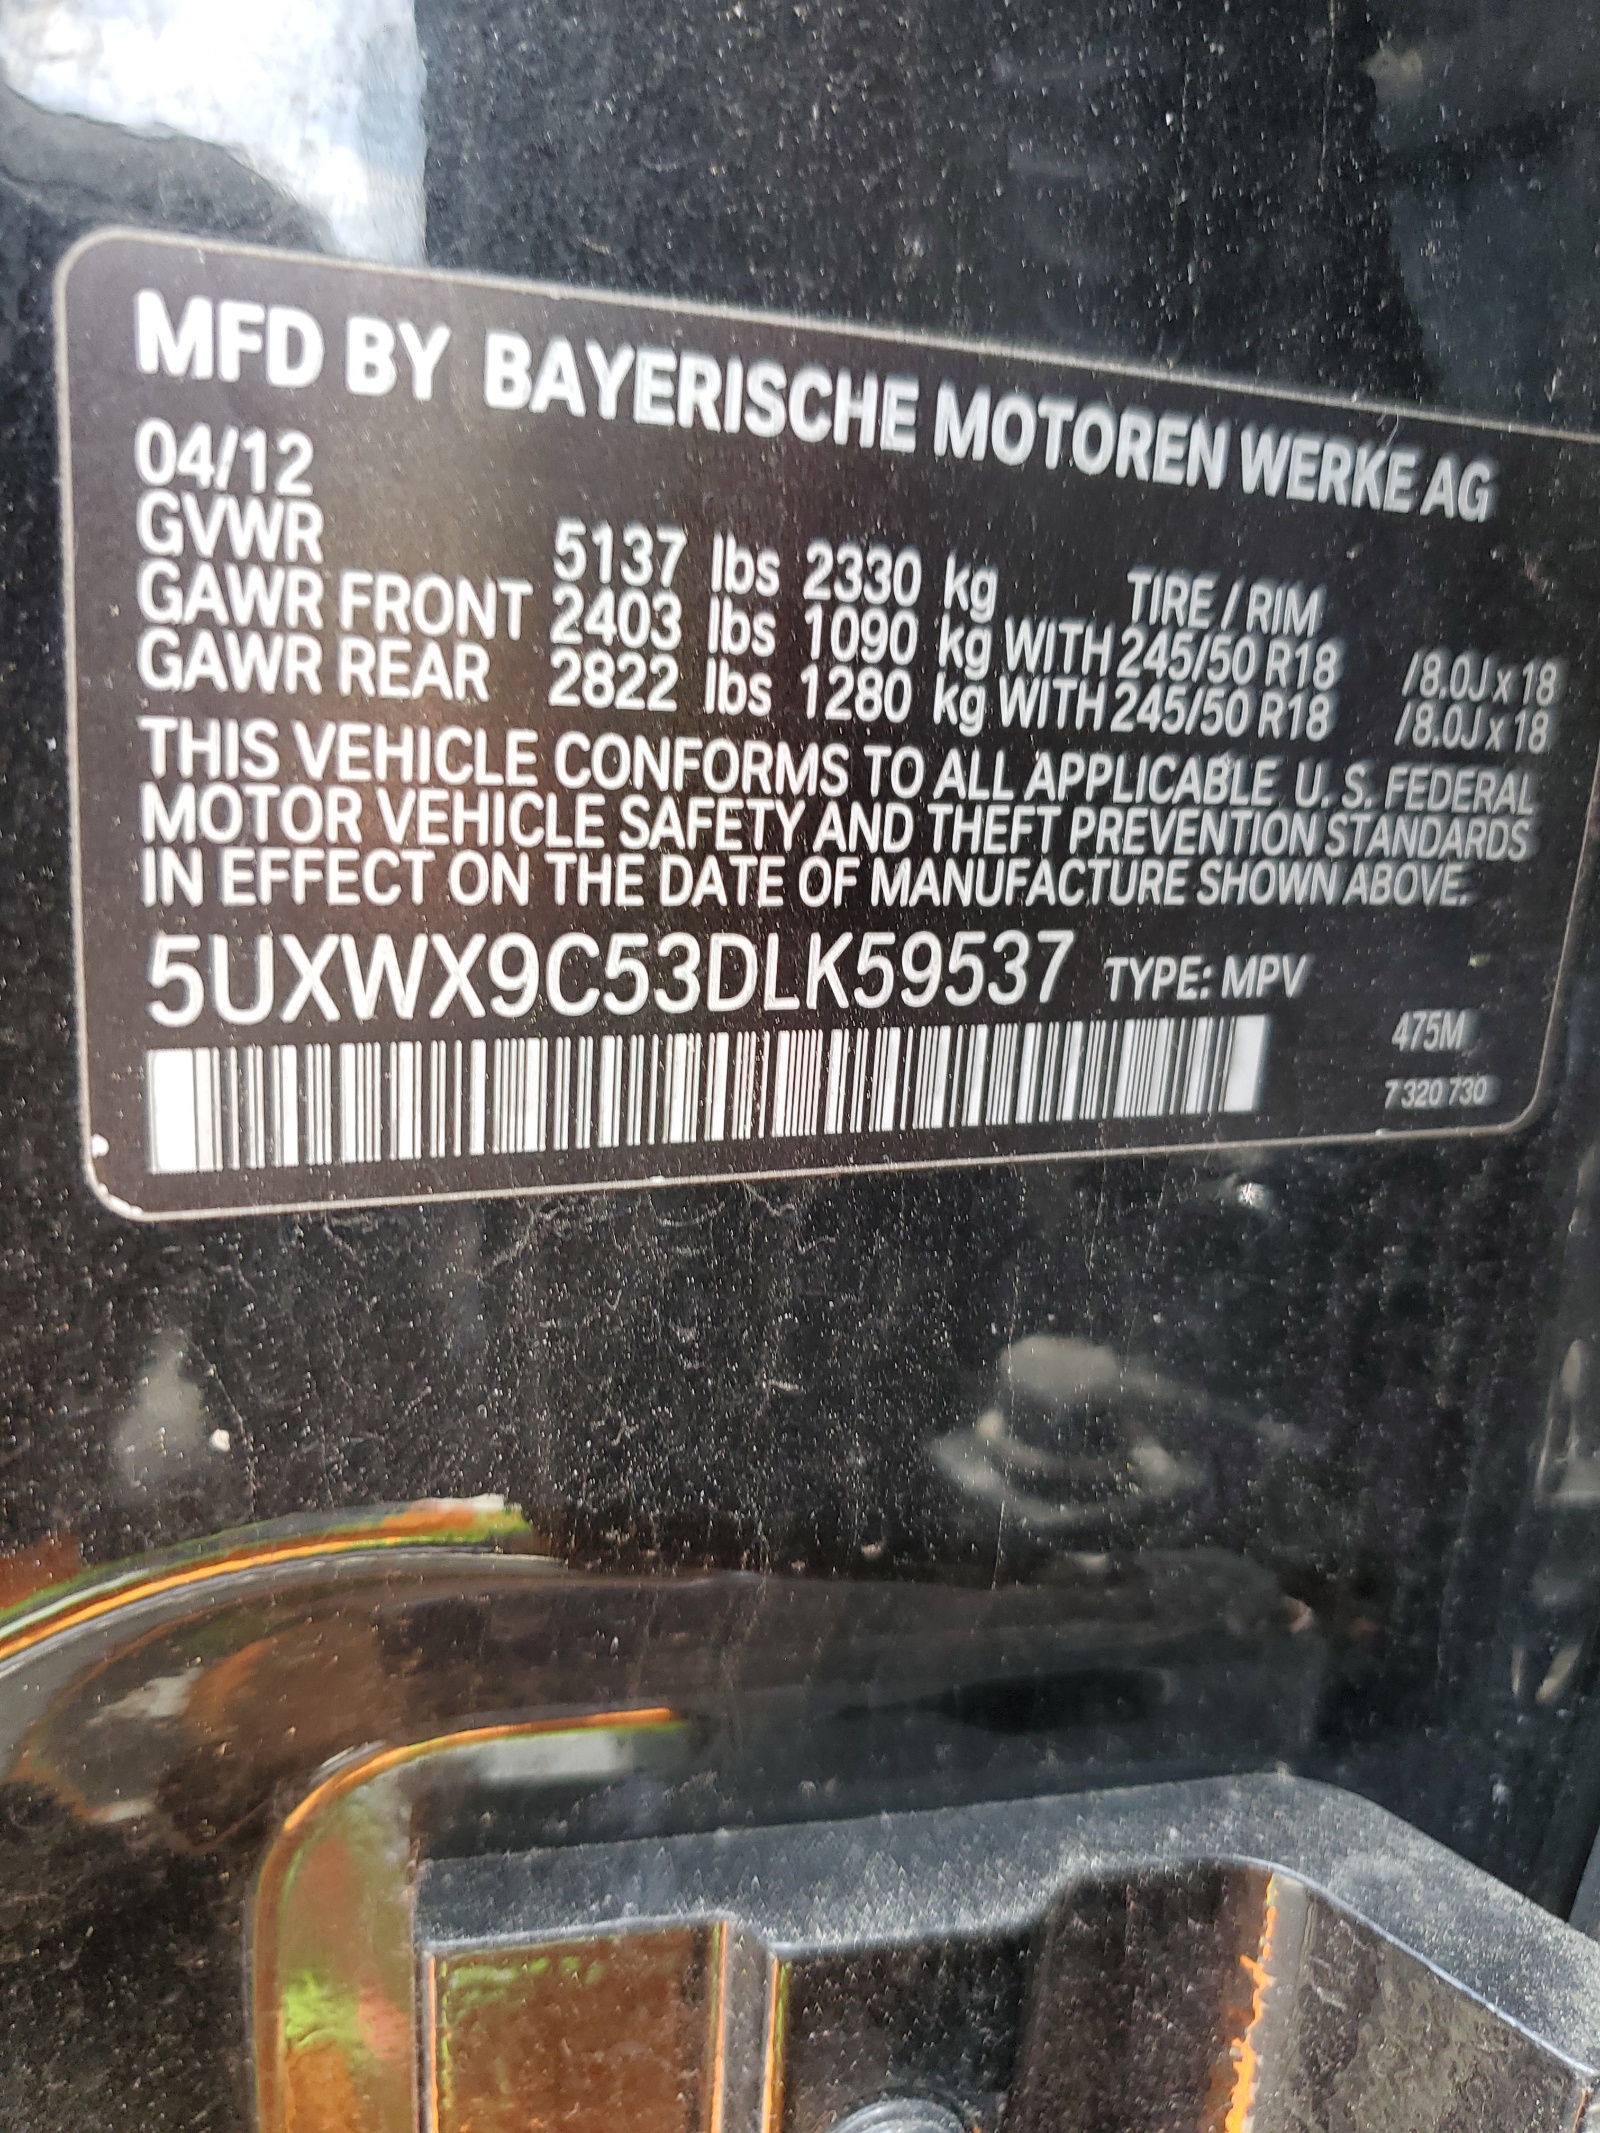 MFD BY BAYERISCHE MOTOREN WERKE AG
04/12
GVWR 5137 lbs 2330 kg TIRE / RIM
GAWR FRONT 2403 lbs 1090 kg WITH 245/50 R18 /8.0J x 18
GAWR REAR 2822 lbs 1280 kg WITH 245/50 R18 /8.0J x 18
THIS VEHICLE CONFORMS TO ALL APPLICABLE U. S. FEDERAL
MOTOR VEHICLE SAFETY AND THEFT PREVENTION STANDARDS
IN EFFECT ON THE DATE OF MANUFACTURE SHOWN ABOVE.
5UXWX9C53DLK59537 TYPE: MPV
475M
7 320 730